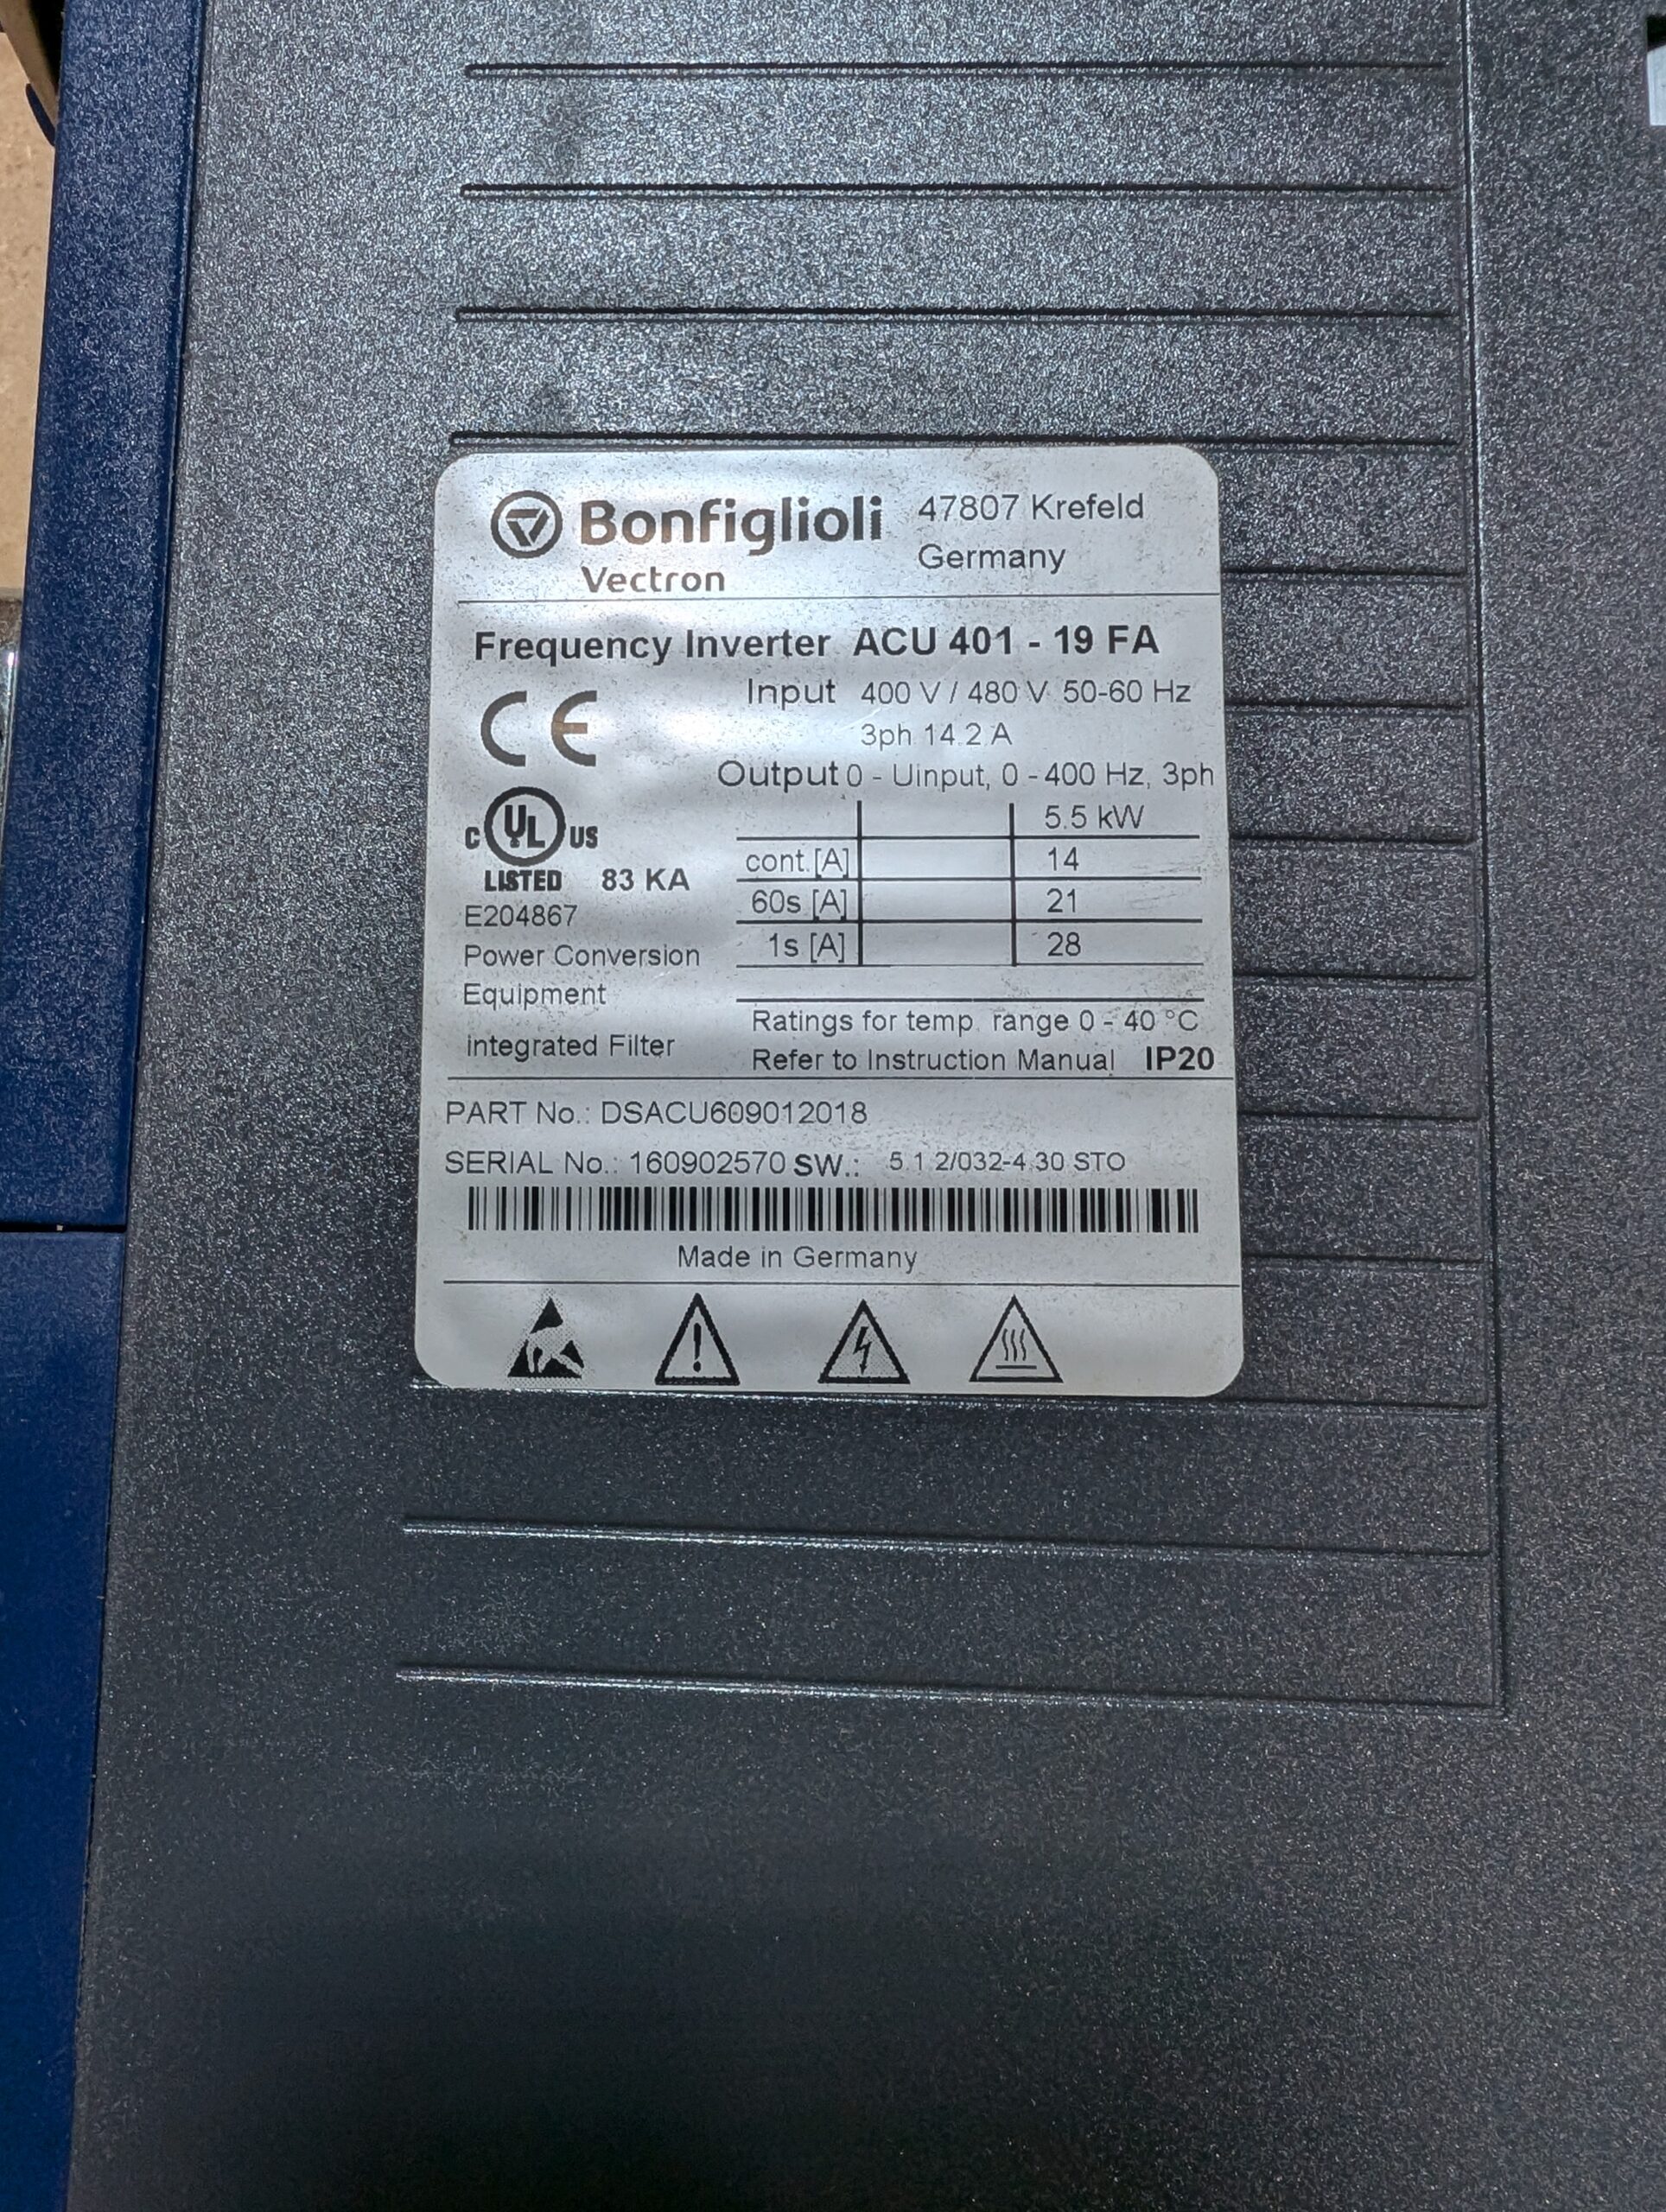 Bonfiglioli
Vectron
47807 Krefeld
Germany
Frequency Inverter ACU 401 - 19 FA
CE
Input 400 V / 480 V 50-60 Hz
3ph 14.2 A
Output 0 - Uinput, 0 - 400 Hz, 3ph
5.5 kW
cont.[A] 14
60s [A] 21
1s [A] 28
C UL US
LISTED 83 KA
E204867
Power Conversion
Equipment
integrated Filter
Ratings for temp. range 0 - 40 °C
Refer to Instruction Manual IP20
PART No.: DSACU609012018
SERIAL No.: 160902570 SW.: 5.1.2/032-4.30 STO
Made in Germany